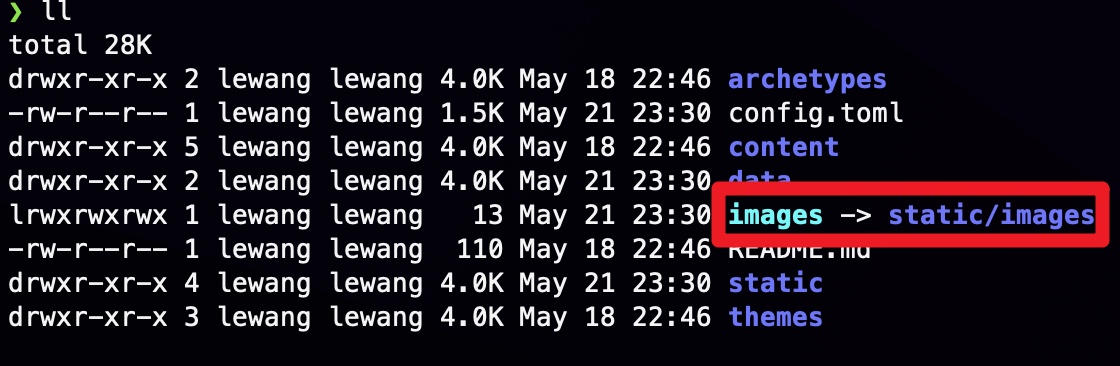 ❯ ll
total 28K
drwxr-xr-x 2 lewang lewang 4.0K May 18 22:46 archetypes
-rw-r--r-- 1 lewang lewang 1.5K May 21 23:30 config.toml
drwxr-xr-x 5 lewang lewang 4.0K May 18 22:46 content
drwxr-xr-x 2 lewang lewang 4.0K May 21 23:30 data
lrwxrwxrwx 1 lewang lewang   13 May 21 23:30 images -> static/images
-rw-r--r-- 1 lewang lewang  110 May 18 22:46 README.md
drwxr-xr-x 4 lewang lewang 4.0K May 21 23:30 static
drwxr-xr-x 3 lewang lewang 4.0K May 18 22:46 themes